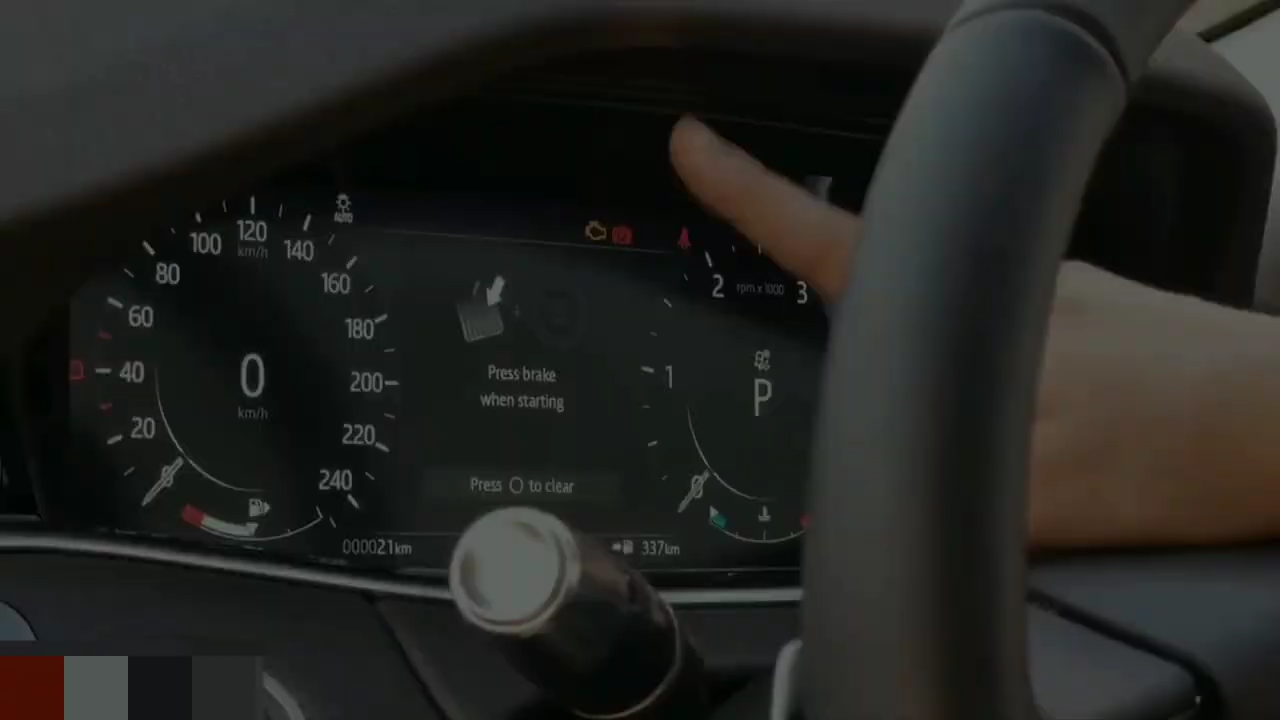 AUTO
120
km/h
100
140
80
160
60
180
40
200
20
220
240
0
km/h
Press brake
when starting
Press to clear
000021km
337km
2
rpm x 1000
3
1
P